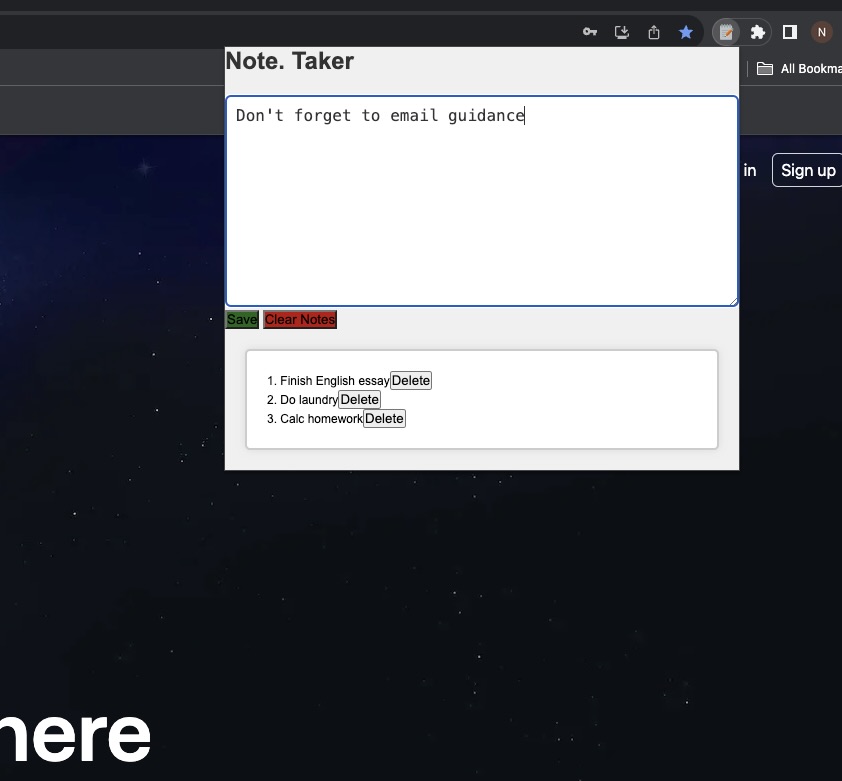 N
Note. Taker
All Bookma
Don't forget to email guidance
in
Sign up
Save Clear Notes
1. Finish English essay Delete
2. Do laundry Delete
3. Calc homework Delete
here